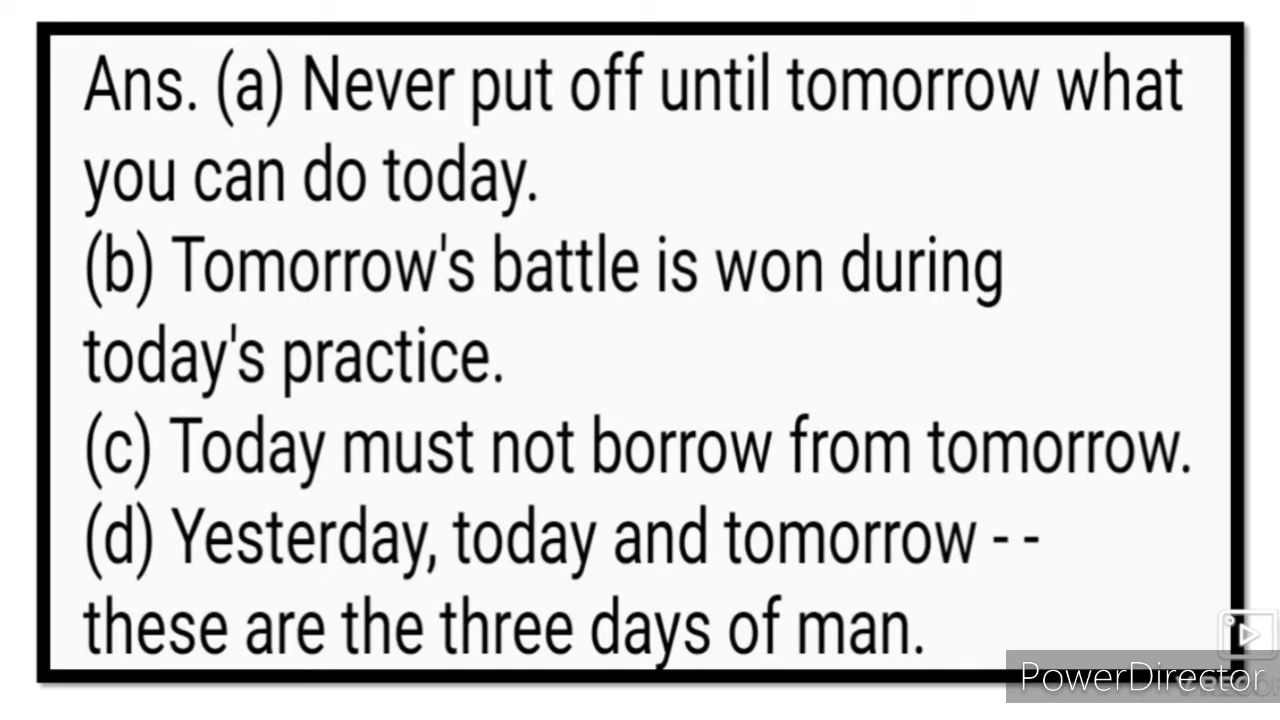 Ans. (a) Never put off until tomorrow what
you can do today.
(b) Tomorrow's battle is won during
today's practice.
(c) Today must not borrow from tomorrow.
(d) Yesterday, today and tomorrow - -
these are the three days of man.
PowerDirector